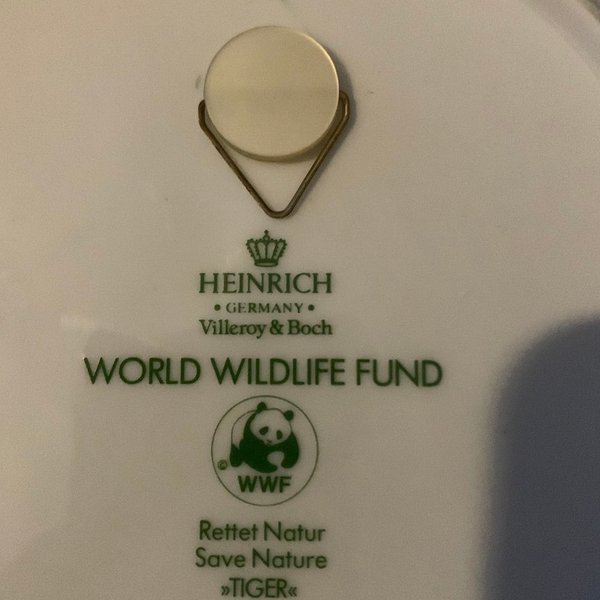 HEINRICH
• GERMANY •
Villeroy & Boch
WORLD WILDLIFE FUND
©
WWF
Rettet Natur
Save Nature
»TIGER«